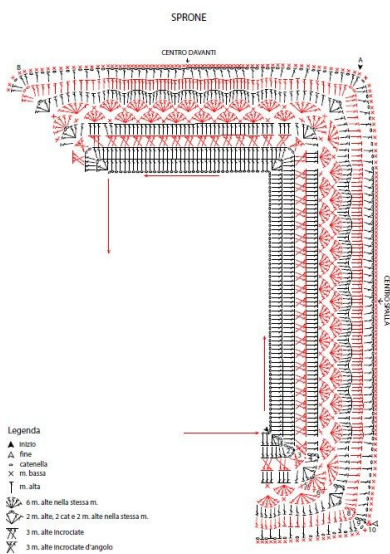 SPRONE
CENTRO DAVANTI
B
A
CENTRO SPALLA
Legenda
inizio
fine
catenella
m. bassa
m. alta
6 m. alte nella stessa m.
2 m. alte, 2 cat e 2 m. alte nella stessa m.
3 m. alte incrociate
3 m. alte incrociate d'angolo
10